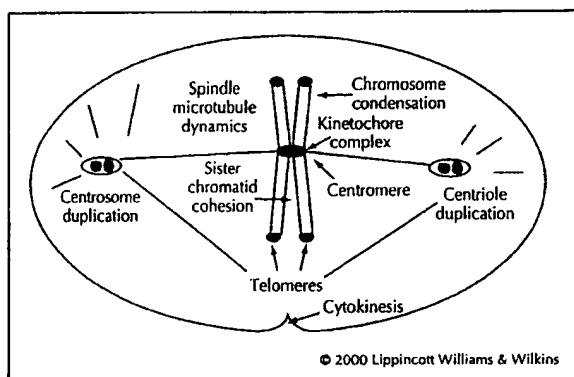 Spindle
microtubule
dynamics
Chromosome
condensation
Kinetochore
complex
Sister
chromatid
cohesion
Centromere
Centrosome
duplication
Centriole
duplication
Telomeres
Cytokinesis
© 2000 Lippincott Williams & Wilkins